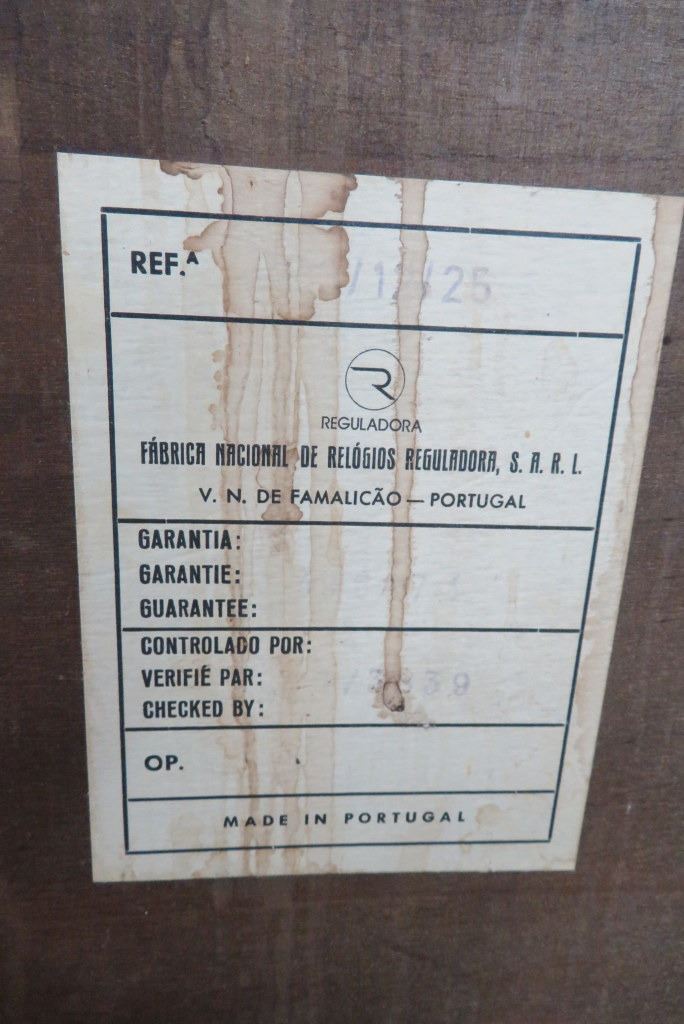 REF.ª
REGULADORA
FÁBRICA NACIONAL DE RELÓGIOS REGULADORA, S. A. R. L.
V. N. DE FAMALICÃO — PORTUGAL
GARANTIA:
GARANTIE:
GUARANTEE:
CONTROLADO POR:
VERIFIÉ PAR:
CHECKED BY:
OP.
MADE IN PORTUGAL